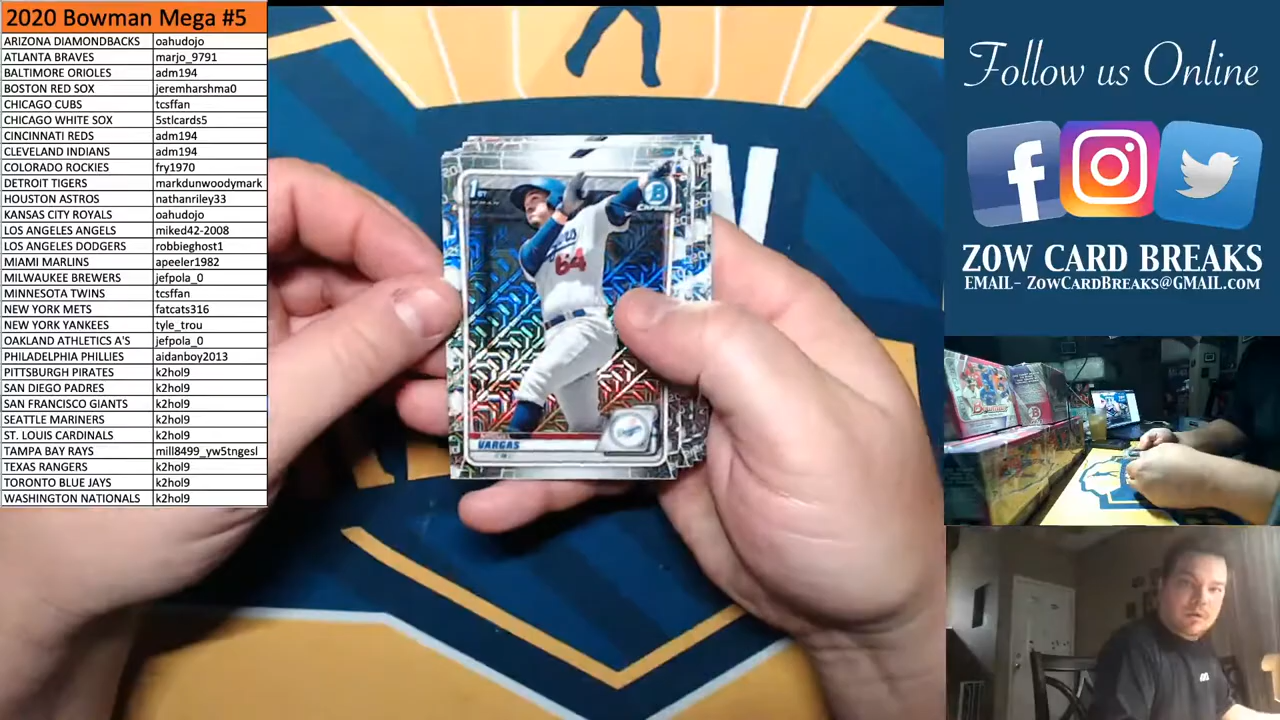 2020 Bowman Mega #5
ARIZONA DIAMONDBACKS oahudojo
ATLANTA BRAVES marjo_9791
BALTIMORE ORIOLES adm194
BOSTON RED SOX jeremharshma0
CHICAGO CUBS tcsffan
CHICAGO WHITE SOX 5stlcards5
CINCINNATI REDS adm194
CLEVELAND INDIANS adm194
COLORADO ROCKIES fry1970
DETROIT TIGERS markdunwoodymark
HOUSTON ASTROS nathanriley33
KANSAS CITY ROYALS oahudojo
LOS ANGELES ANGELS miked42-2008
LOS ANGELES DODGERS robbieghost1
MIAMI MARLINS apeeler1982
MILWAUKEE BREWERS jefpola_0
MINNESOTA TWINS tcsffan
NEW YORK METS fatcats316
NEW YORK YANKEES tyle_trou
OAKLAND ATHLETICS A'S jefpola_0
PHILADELPHIA PHILLIES aidanboy2013
PITTSBURGH PIRATES k2hol9
SAN DIEGO PADRES k2hol9
SAN FRANCISCO GIANTS k2hol9
SEATTLE MARINERS k2hol9
ST. LOUIS CARDINALS k2hol9
TAMPA BAY RAYS mill8499_yw5tngesl
TEXAS RANGERS k2hol9
TORONTO BLUE JAYS k2hol9
WASHINGTON NATIONALS k2hol9
1ST
B
64
MIGUEL
VARGAS
Follow us Online
ZOW CARD BREAKS
EMAIL- ZowCardBreaks@gmail.com